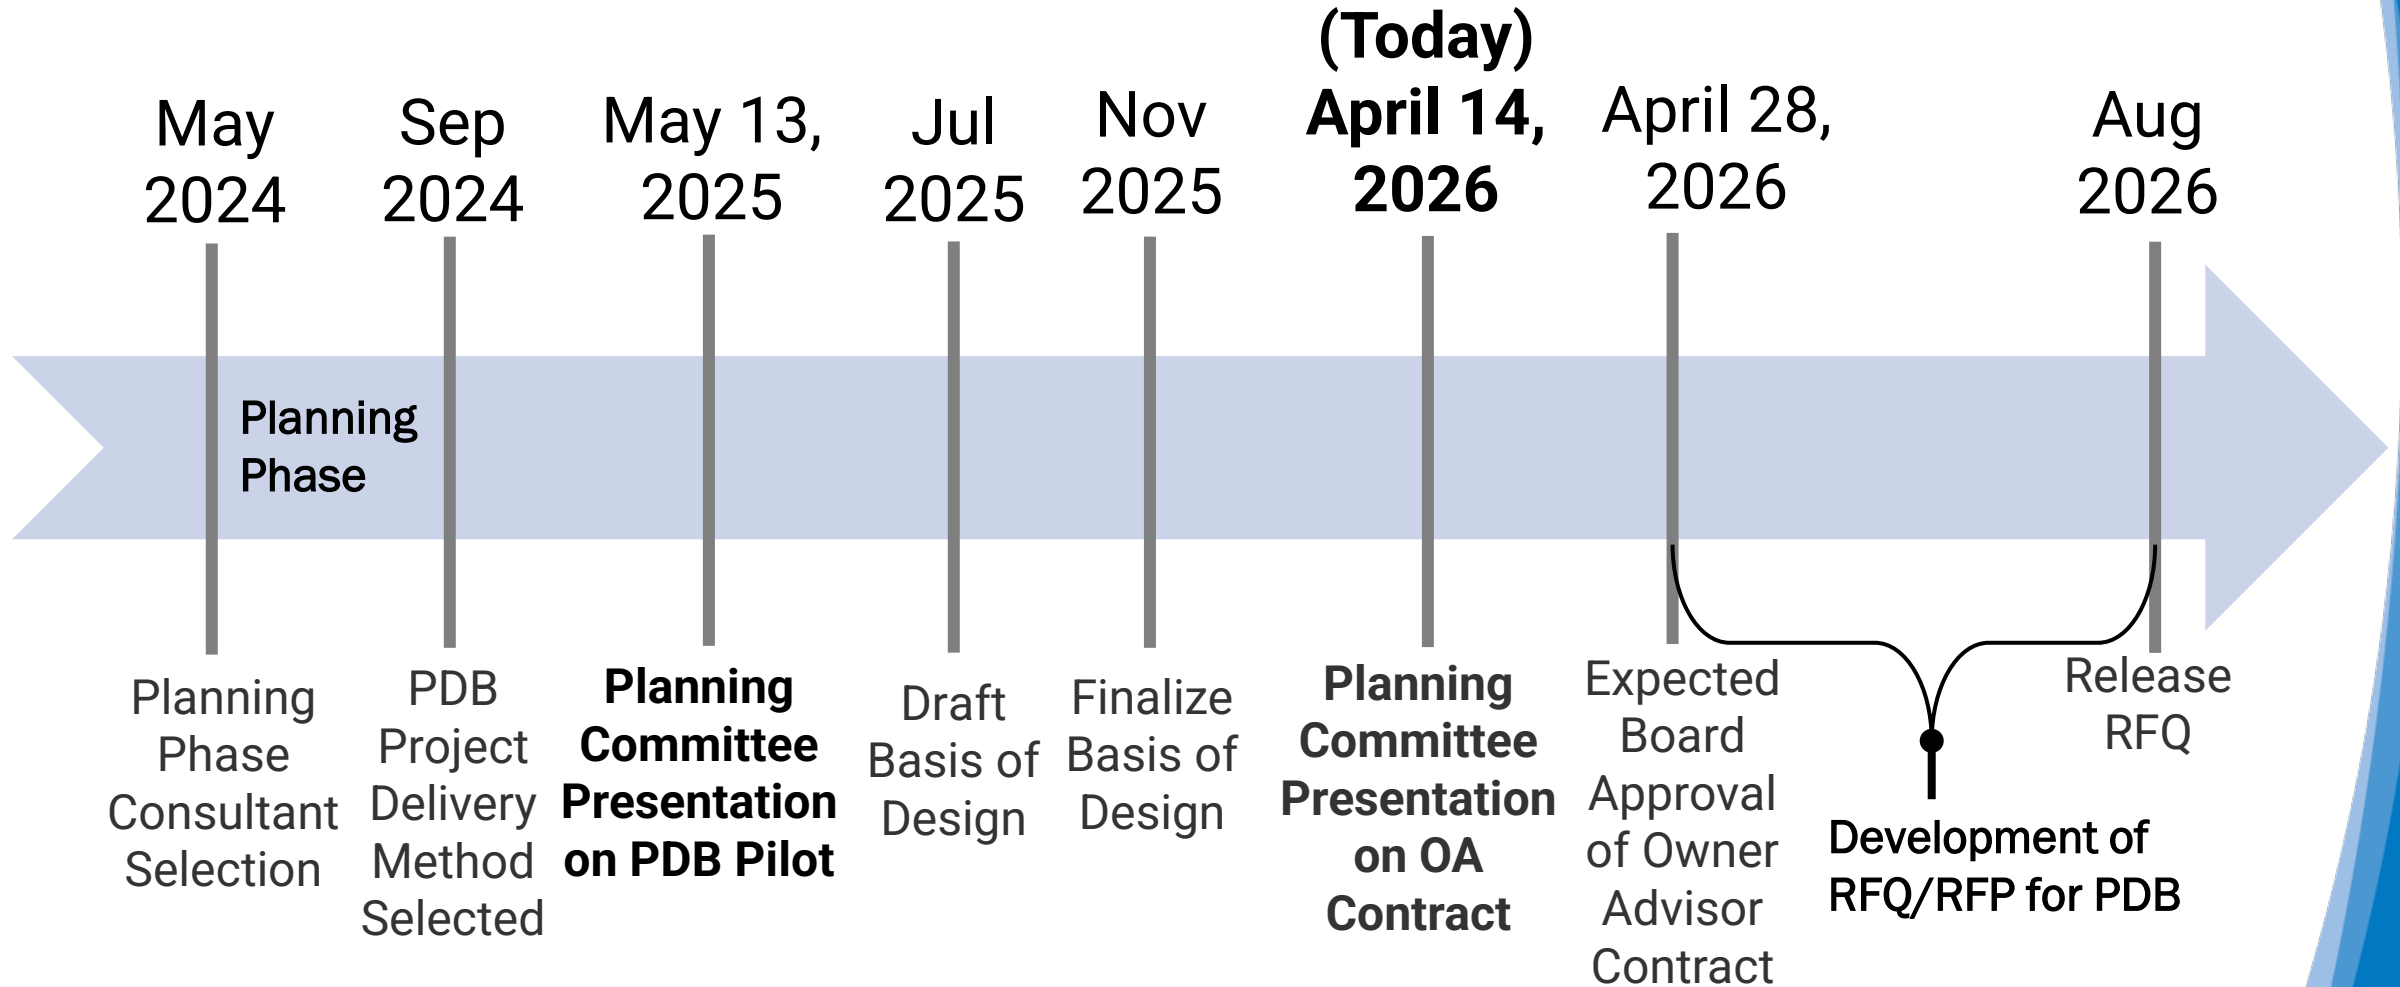 May
2024
Sep
2024
May 13,
2025
Jul
2025
Nov
2025
(Today)
April 14,
2026
April 28,
2026
Aug
2026
Planning
Phase
Planning
Phase
Consultant
Selection
PDB
Project
Delivery
Method
Selected
Planning
Committee
Presentation
on PDB Pilot
Draft
Basis of
Design
Finalize
Basis of
Design
Planning
Committee
Presentation
on OA
Contract
Expected
Board
Approval
of Owner
Advisor
Contract
Release
RFQ
Development of
RFQ/RFP for PDB